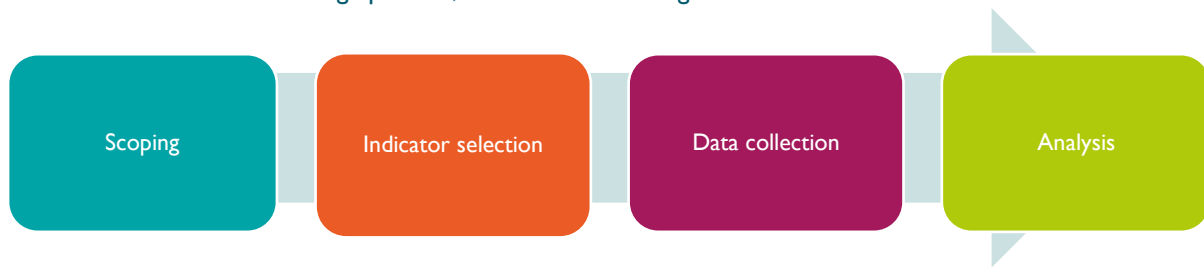 Scoping
Indicator selection
Data collection
Analysis